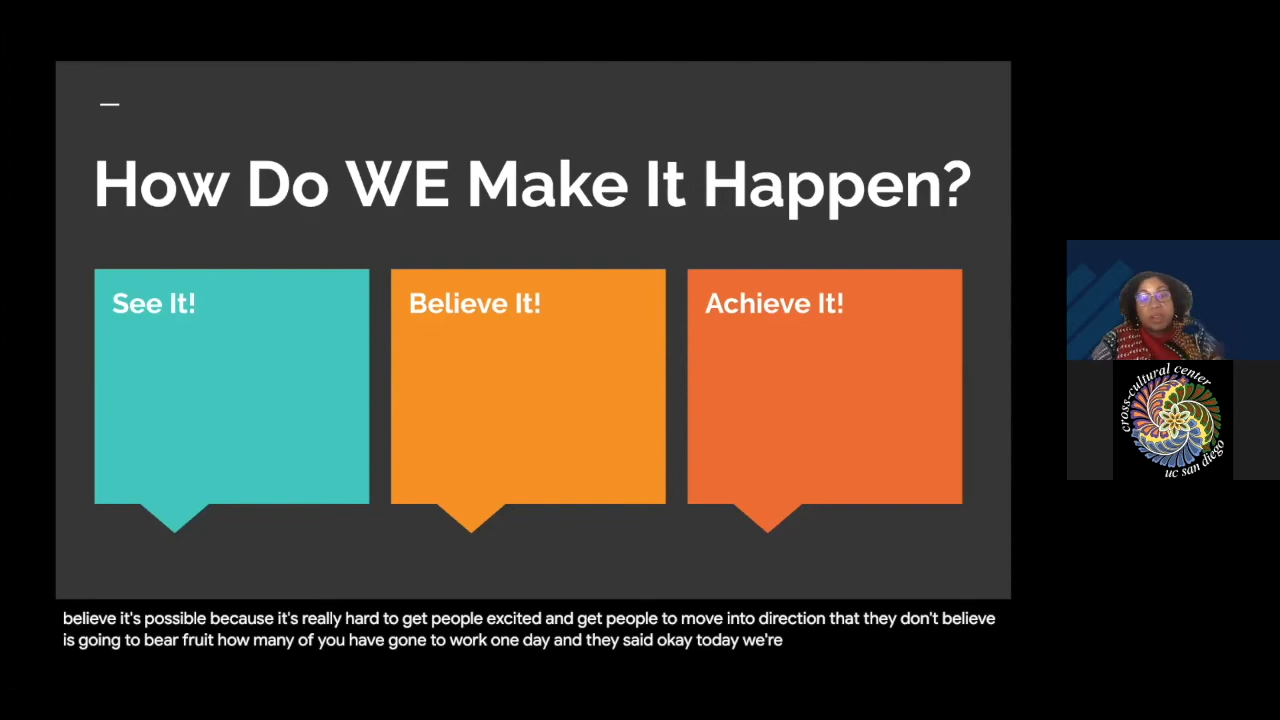 How Do WE Make It Happen?
See It!
Believe It!
Achieve It!
cross-cultural center
uc san diego
believe it's possible because it's really hard to get people excited and get people to move into direction that they don't believe
is going to bear fruit how many of you have gone to work one day and they said okay today we're